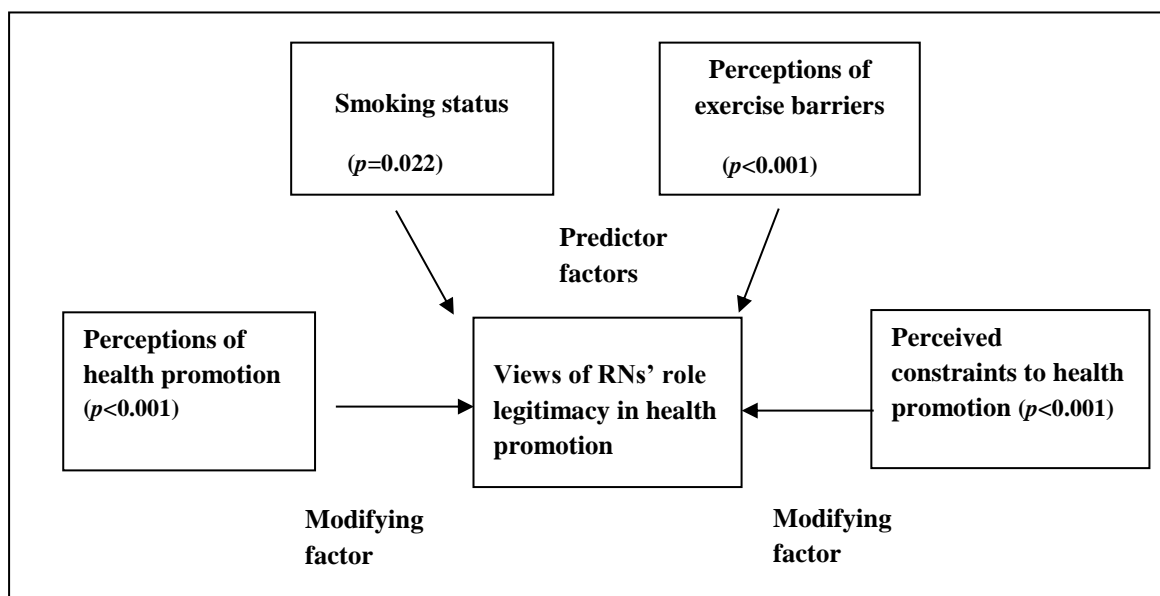 Smoking status
(p=0.022)
Perceptions of
exercise barriers
(p<0.001)
Predictor
factors
Perceptions of
health promotion
(p<0.001)
Views of RNs’ role
legitimacy in health
promotion
Perceived
constraints to health
promotion (p<0.001)
Modifying
factor
Modifying
factor